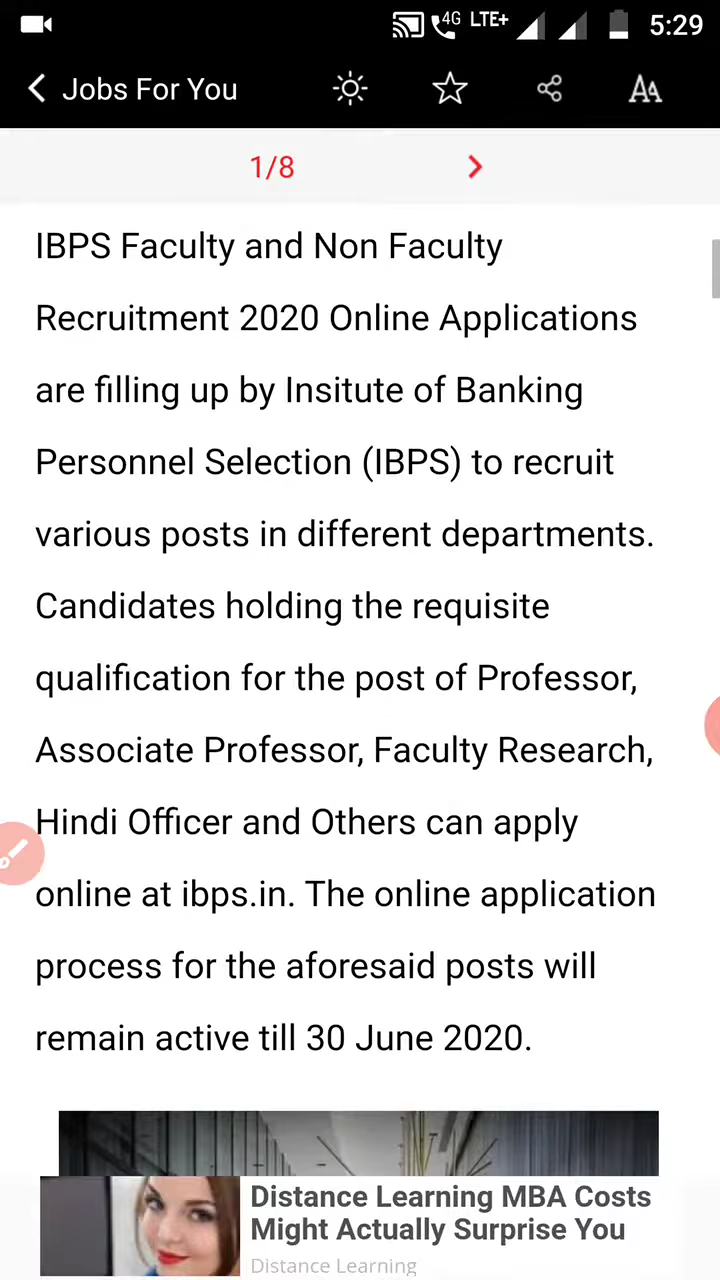 4G LTE+ 5:29
Jobs For You AA
1/8
IBPS Faculty and Non Faculty
Recruitment 2020 Online Applications
are filling up by Insitute of Banking
Personnel Selection (IBPS) to recruit
various posts in different departments.
Candidates holding the requisite
qualification for the post of Professor,
Associate Professor, Faculty Research,
Hindi Officer and Others can apply
online at ibps.in. The online application
process for the aforesaid posts will
remain active till 30 June 2020.
Distance Learning MBA Costs
Might Actually Surprise You
Distance Learning